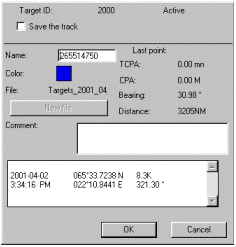 Target ID: 2000 Active
Save the track
Last point:
Name: 265514750
TCPA: 0.00 mn
Color:
CPA: 0.00 M
File: Targets_2001_04
Bearing: 30.98 °
New file
Distance: 3205NM
Comment:
2001-04-02 065°33.7238 N 8.3K
3:34:16 PM 022°10.8441 E 321.30 °
OK Cancel